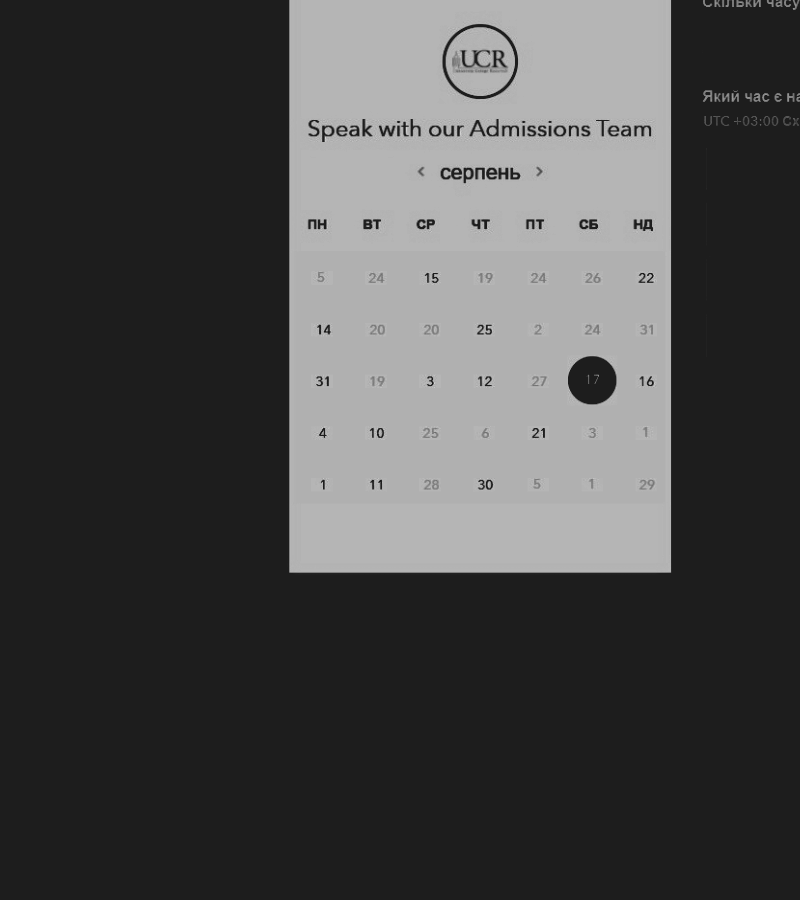 Скільки часу
UCR
Speak with our Admissions Team
Який час є на
UTC +03:00 Сх
< серпень >
ПН ВТ СР ЧТ ПТ СБ НД
5 24 15 19 24 26 22
14 20 20 25 2 24 31
31 19 3 12 27 17 16
4 10 25 6 21 3 1
1 11 28 30 5 1 29